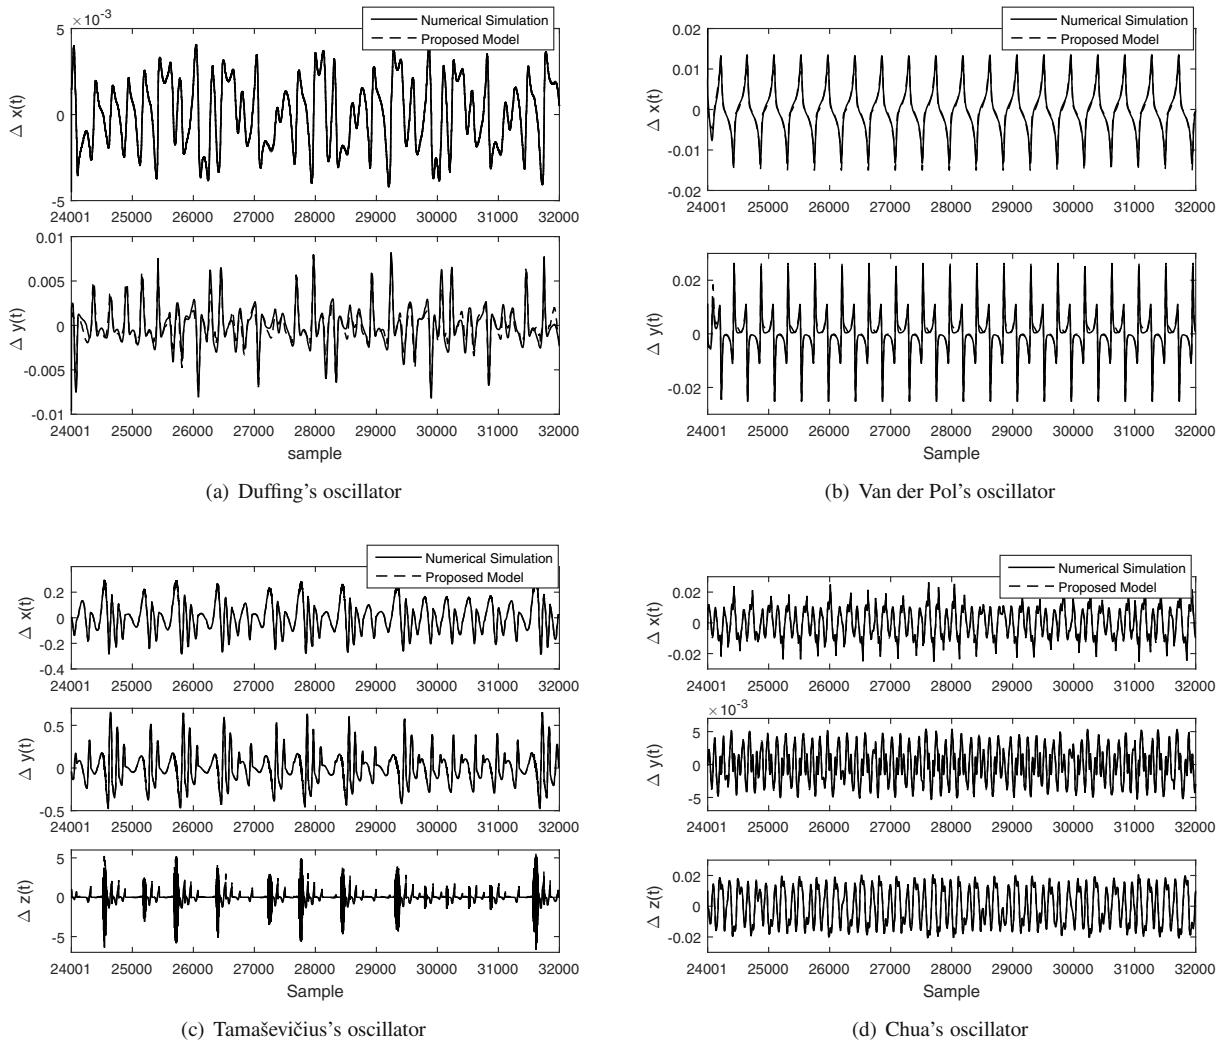 ×10⁻³
Numerical Simulation
Proposed Model
5
0
-5
Δ x(t)
24001 25000 26000 27000 28000 29000 30000 31000 32000
0.01
0.005
0
-0.005
-0.01
Δ y(t)
24001 25000 26000 27000 28000 29000 30000 31000 32000
sample
(a) Duffing's oscillator
Numerical Simulation
Proposed Model
0.02
0.01
0
-0.01
-0.02
Δ x(t)
24001 25000 26000 27000 28000 29000 30000 31000 32000
0.02
0
-0.02
Δ y(t)
24001 25000 26000 27000 28000 29000 30000 31000 32000
Sample
(b) Van der Pol's oscillator
Numerical Simulation
Proposed Model
0.2
0
-0.2
-0.4
Δ x(t)
24001 25000 26000 27000 28000 29000 30000 31000 32000
0.5
0
-0.5
Δ y(t)
24001 25000 26000 27000 28000 29000 30000 31000 32000
5
0
-5
Δ z(t)
24001 25000 26000 27000 28000 29000 30000 31000 32000
Sample
(c) Tamaševičius's oscillator
Numerical Simulation
Proposed Model
0.02
0
-0.02
Δ x(t)
24001 25000 26000 27000 28000 29000 30000 31000 32000
×10⁻³
5
0
-5
Δ y(t)
24001 25000 26000 27000 28000 29000 30000 31000 32000
0.02
0
-0.02
Δ z(t)
24001 25000 26000 27000 28000 29000 30000 31000 32000
Sample
(d) Chua's oscillator